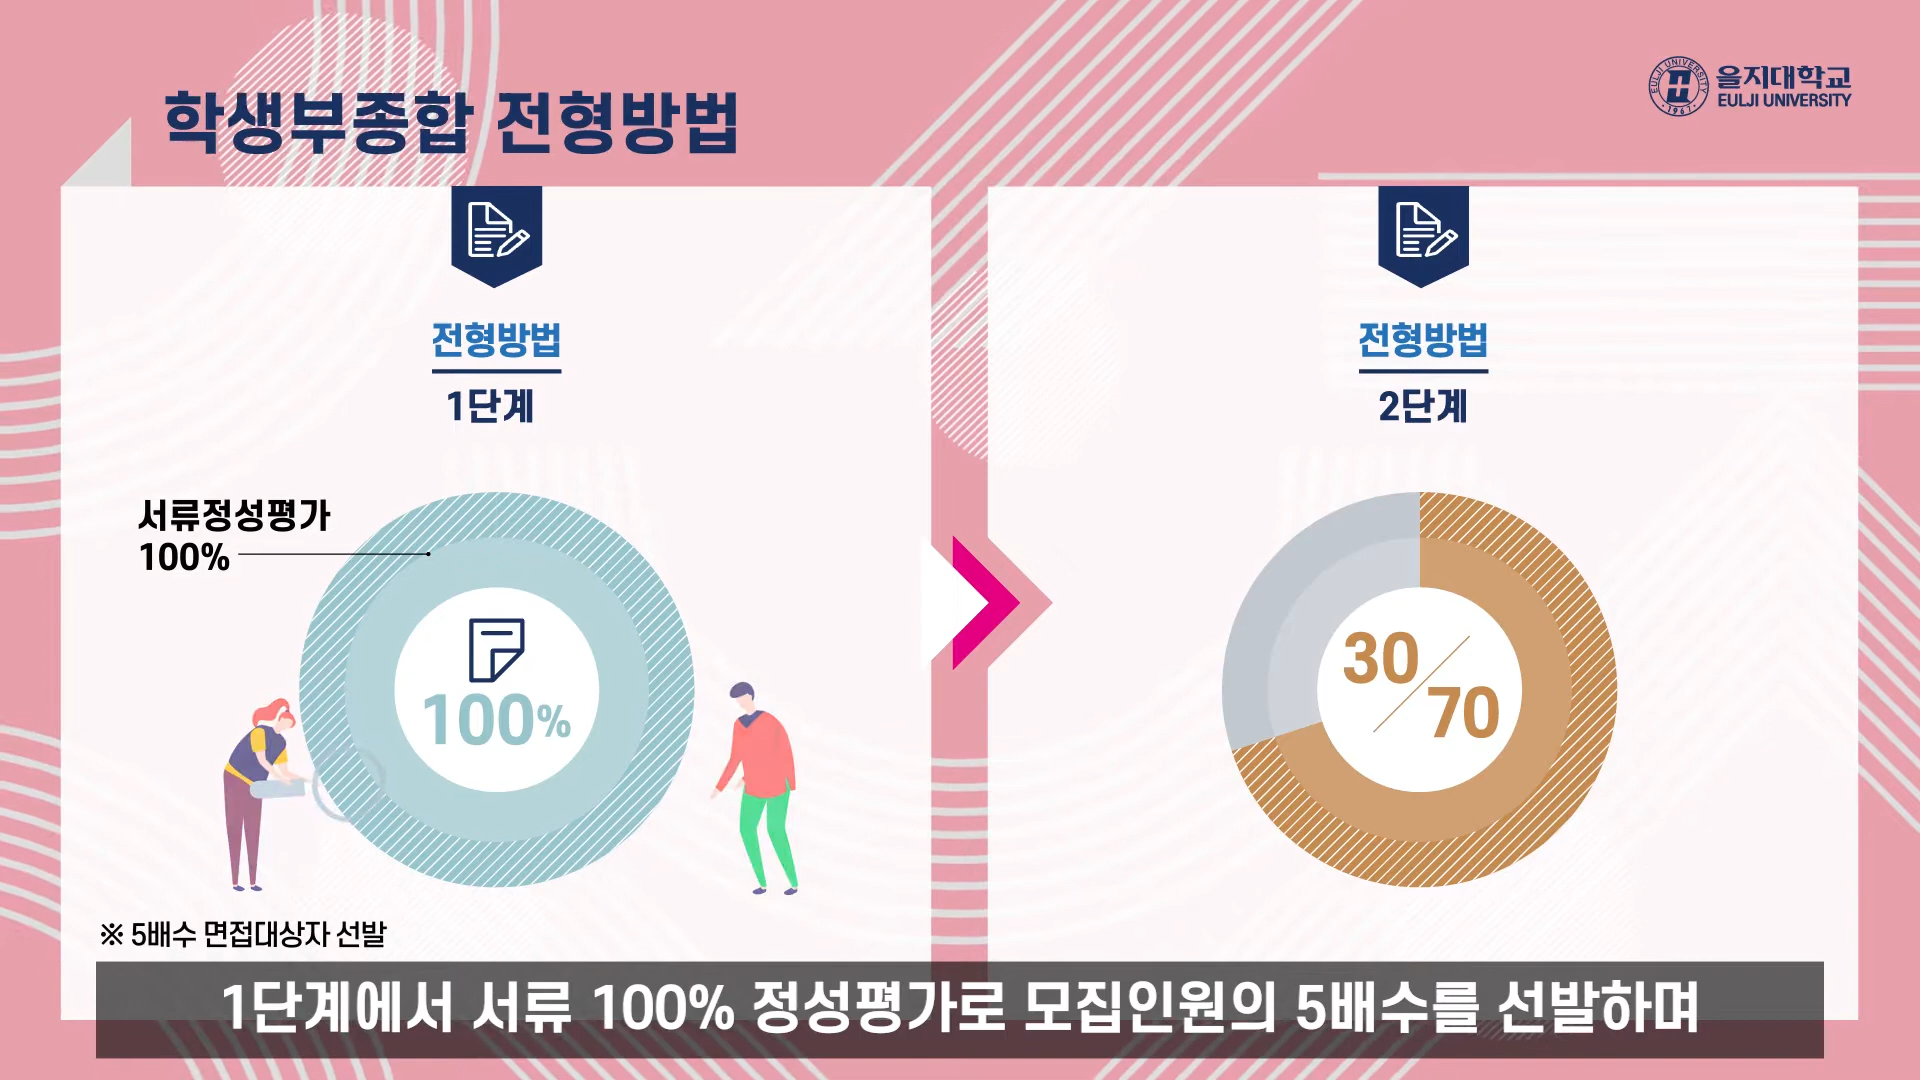 학생부종합 전형방법
EULJI UNIVERSITY
1967
을지대학교
EULJI UNIVERSITY
전형방법
1단계
서류정성평가
100%
100%
※ 5배수 면접대상자 선발
전형방법
2단계
30
70
1단계에서 서류 100% 정성평가로 모집인원의 5배수를 선발하며